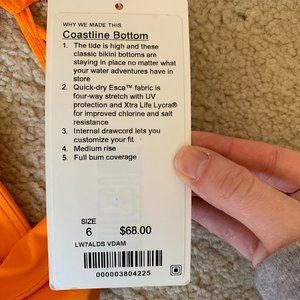 WHY WE MADE THIS
Coastline Bottom
1. The tide is high and these
classic bikini bottoms are
staying in place no matter what
your water adventures have in
store
2. Quick-dry Esca™ fabric is
four-way stretch with UV
protection and Xtra Life Lycra®
for improved chlorine and salt
resistance
3. Internal drawcord lets you
customize your fit
4. Medium rise
5. Full bum coverage
SIZE
6 $68.00
LW7ALDS VDAM
000003804225